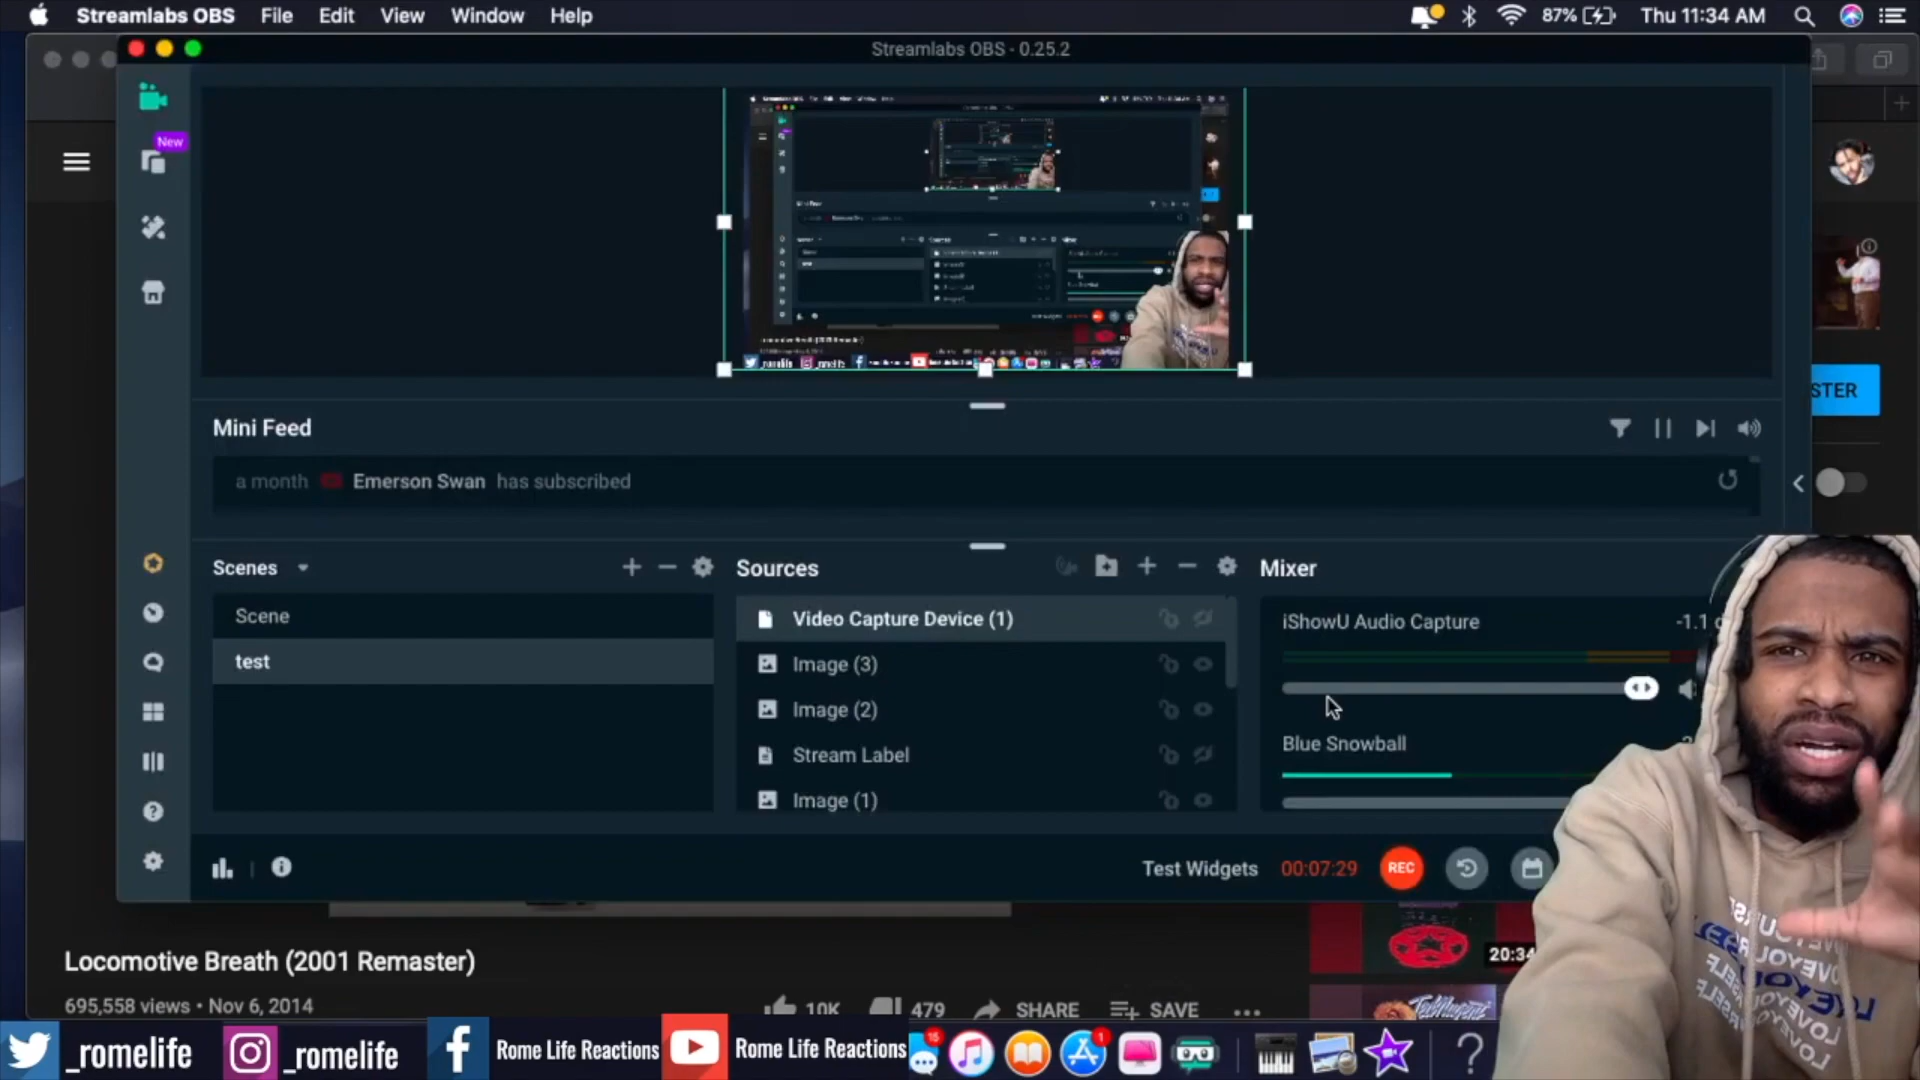 Streamlabs OBS File Edit View Window Help 87% Thu 11:34 AM
Streamlabs OBS - 0.25.2
New
STER
Mini Feed
a month Emerson Swan has subscribed
Scenes
Scene
test
Sources
Video Capture Device (1)
Image (3)
Image (2)
Stream Label
Image (1)
Mixer
iShowU Audio Capture -1.1
Blue Snowball
Test Widgets 00:07:29 REC
20:34
Locomotive Breath (2001 Remaster)
695,558 views • Nov 6, 2014
10K 479 SHARE SAVE
_romelife _romelife Rome Life Reactions Rome Life Reactions
15
1